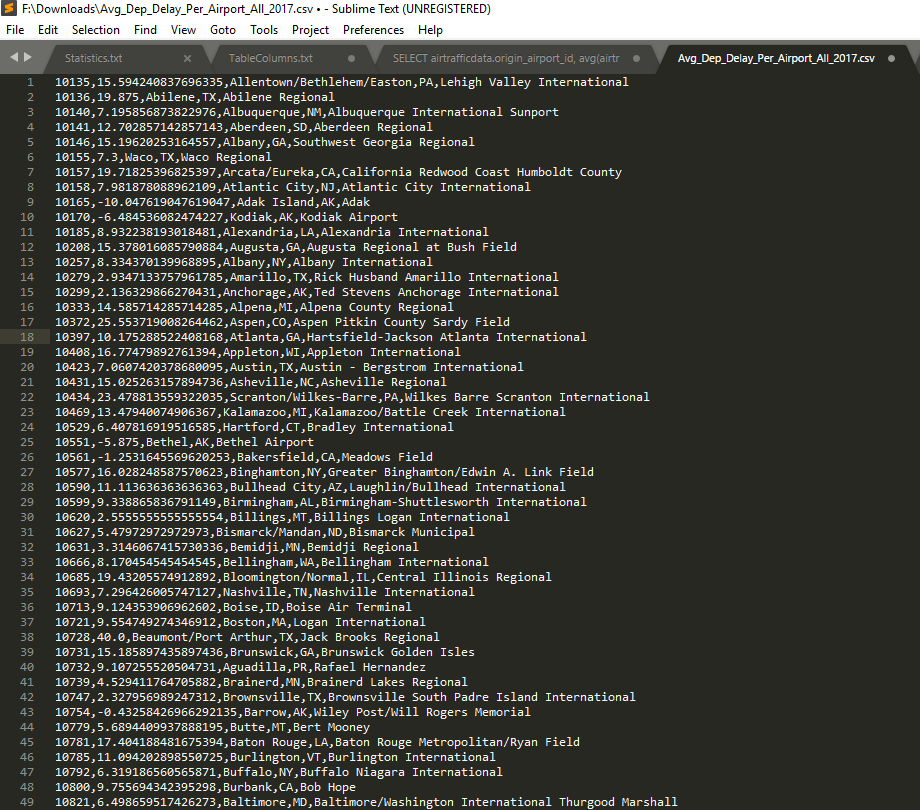 F:\Downloads\Avg_Dep_Delay_Per_Airport_All_2017.csv • - Sublime Text (UNREGISTERED)
File Edit Selection Find View Goto Tools Project Preferences Help
Statistics.txt TableColumns.txt SELECT airtrafficdata.origin_airport_id, avg(airtr Avg_Dep_Delay_Per_Airport_All_2017.csv
1 10135,15.594240837696335,Allentown/Bethlehem/Easton,PA,Lehigh Valley International
2 10136,19.875,Abilene,TX,Abilene Regional
3 10140,7.195856873822976,Albuquerque,NM,Albuquerque International Sunport
4 10141,12.702857142857143,Aberdeen,SD,Aberdeen Regional
5 10146,15.19620253164557,Albany,GA,Southwest Georgia Regional
6 10155,7.3,Waco,TX,Waco Regional
7 10157,19.71825396825397,Arcata/Eureka,CA,California Redwood Coast Humboldt County
8 10158,7.981878088962109,Atlantic City,NJ,Atlantic City International
9 10165,-10.047619047619047,Adak Island,AK,Adak
10 10170,-6.484536082474227,Kodiak,AK,Kodiak Airport
11 10185,8.932238193018481,Alexandria,LA,Alexandria International
12 10208,15.378016085790884,Augusta,GA,Augusta Regional at Bush Field
13 10257,8.334370139968895,Albany,NY,Albany International
14 10279,2.9347133757961785,Amarillo,TX,Rick Husband Amarillo International
15 10299,2.136329866270431,Anchorage,AK,Ted Stevens Anchorage International
16 10333,14.585714285714285,Alpena,MI,Alpena County Regional
17 10372,25.553719008264462,Aspen,CO,Aspen Pitkin County Sardy Field
18 10397,10.175288522408168,Atlanta,GA,Hartsfield-Jackson Atlanta International
19 10408,16.77479892761394,Appleton,WI,Appleton International
20 10423,7.0607420378680095,Austin,TX,Austin - Bergstrom International
21 10431,15.025263157894736,Asheville,NC,Asheville Regional
22 10434,23.478813559322035,Scranton/Wilkes-Barre,PA,Wilkes Barre Scranton International
23 10469,13.47940074906367,Kalamazoo,MI,Kalamazoo/Battle Creek International
24 10529,6.407816919516585,Hartford,CT,Bradley International
25 10551,-5.875,Bethel,AK,Bethel Airport
26 10561,-1.2531645569620253,Bakersfield,CA,Meadows Field
27 10577,16.028248587570623,Binghamton,NY,Greater Binghamton/Edwin A. Link Field
28 10590,11.113636363636363,Bullhead City,AZ,Laughlin/Bullhead International
29 10599,9.338865836791149,Birmingham,AL,Birmingham-Shuttlesworth International
30 10620,2.5555555555555554,Billings,MT,Billings Logan International
31 10627,5.47972972972973,Bismarck/Mandan,ND,Bismarck Municipal
32 10631,3.3146067415730336,Bemidji,MN,Bemidji Regional
33 10666,8.170454545454545,Bellingham,WA,Bellingham International
34 10685,19.43205574912892,Bloomington/Normal,IL,Central Illinois Regional
35 10693,7.296426005747127,Nashville,TN,Nashville International
36 10713,9.124353906962602,Boise,ID,Boise Air Terminal
37 10721,9.554749274346912,Boston,MA,Logan International
38 10728,40.0,Beaumont/Port Arthur,TX,Jack Brooks Regional
39 10731,15.185897435897436,Brunswick,GA,Brunswick Golden Isles
40 10732,9.107255520504731,Aguadilla,PR,Rafael Hernandez
41 10739,4.529411764705882,Brainerd,MN,Brainerd Lakes Regional
42 10747,2.327956989247312,Brownsville,TX,Brownsville South Padre Island International
43 10754,-0.43258426966292135,Barrow,AK,Wiley Post/Will Rogers Memorial
44 10779,5.6894409937888195,Butte,MT,Bert Mooney
45 10781,17.404188481675394,Baton Rouge,LA,Baton Rouge Metropolitan/Ryan Field
46 10785,11.094202898550725,Burlington,VT,Burlington International
47 10792,6.319186560565871,Buffalo,NY,Buffalo Niagara International
48 10800,9.755694342395298,Burbank,CA,Bob Hope
49 10821,6.498659517426273,Baltimore,MD,Baltimore/Washington International Thurgood Marshall